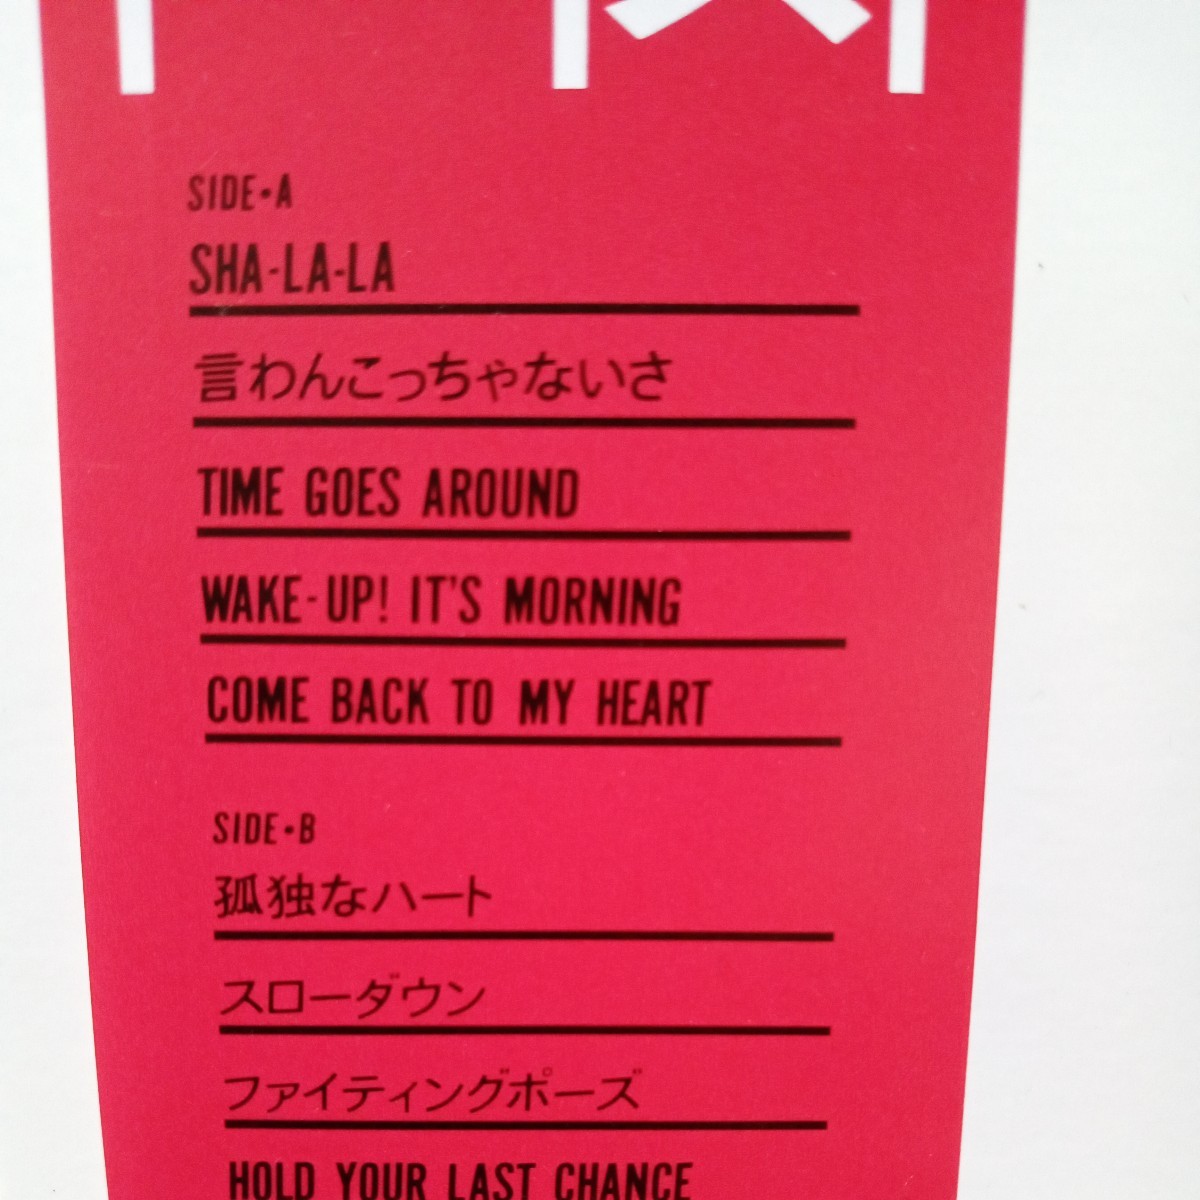 SIDE・A
SHA-LA-LA
言わんこっちゃないさ
TIME GOES AROUND
WAKE-UP! IT'S MORNING
COME BACK TO MY HEART
SIDE・B
孤独なハート
スローダウン
ファイティングポーズ
HOLD YOUR LAST CHANCE